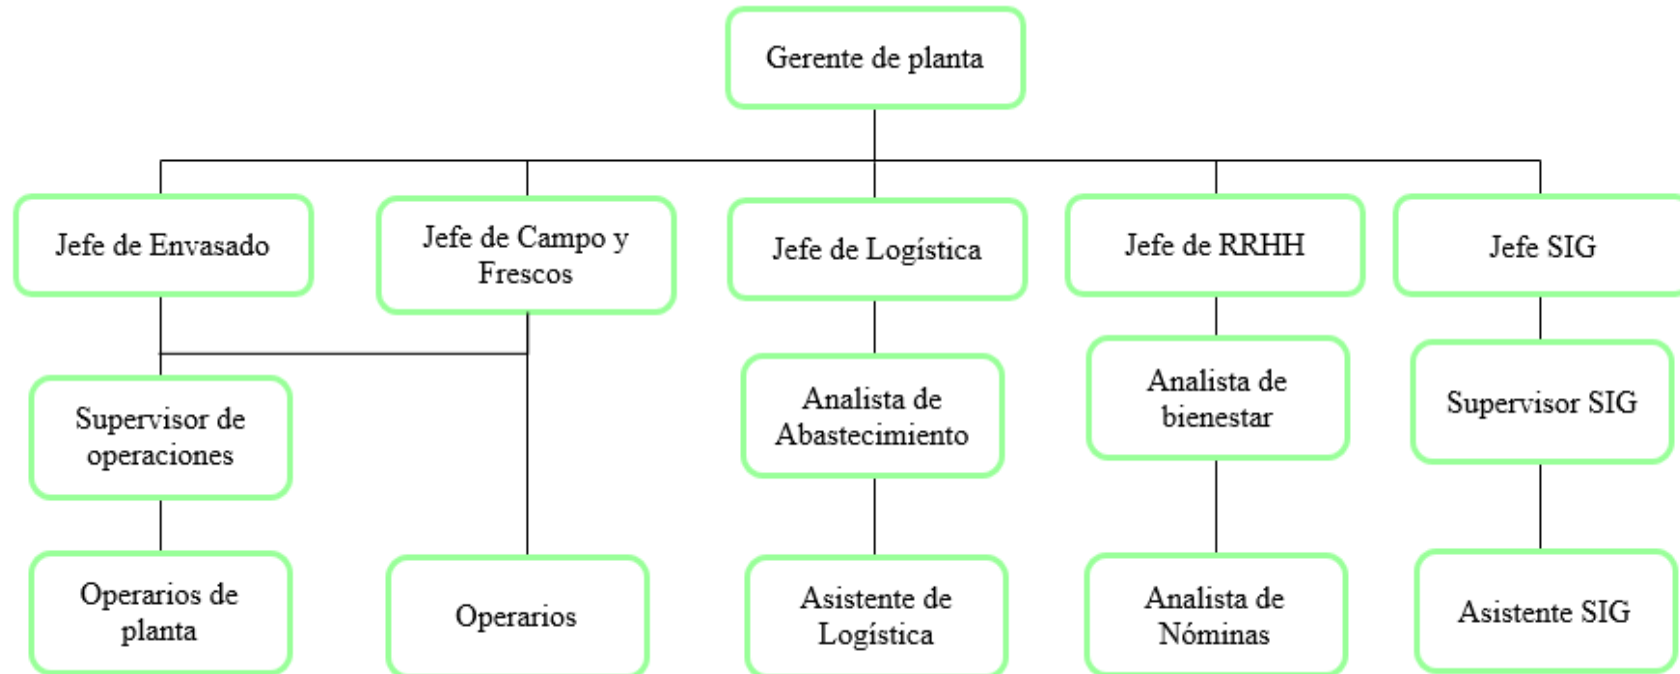 Gerente de planta
Jefe de Envasado
Jefe de Campo y
Frescos
Jefe de Logística
Jefe de RRHH
Jefe SIG
Supervisor de
operaciones
Analista de
Abastecimiento
Analista de
bienestar
Supervisor SIG
Operarios de
planta
Operarios
Asistente de
Logística
Analista de
Nóminas
Asistente SIG